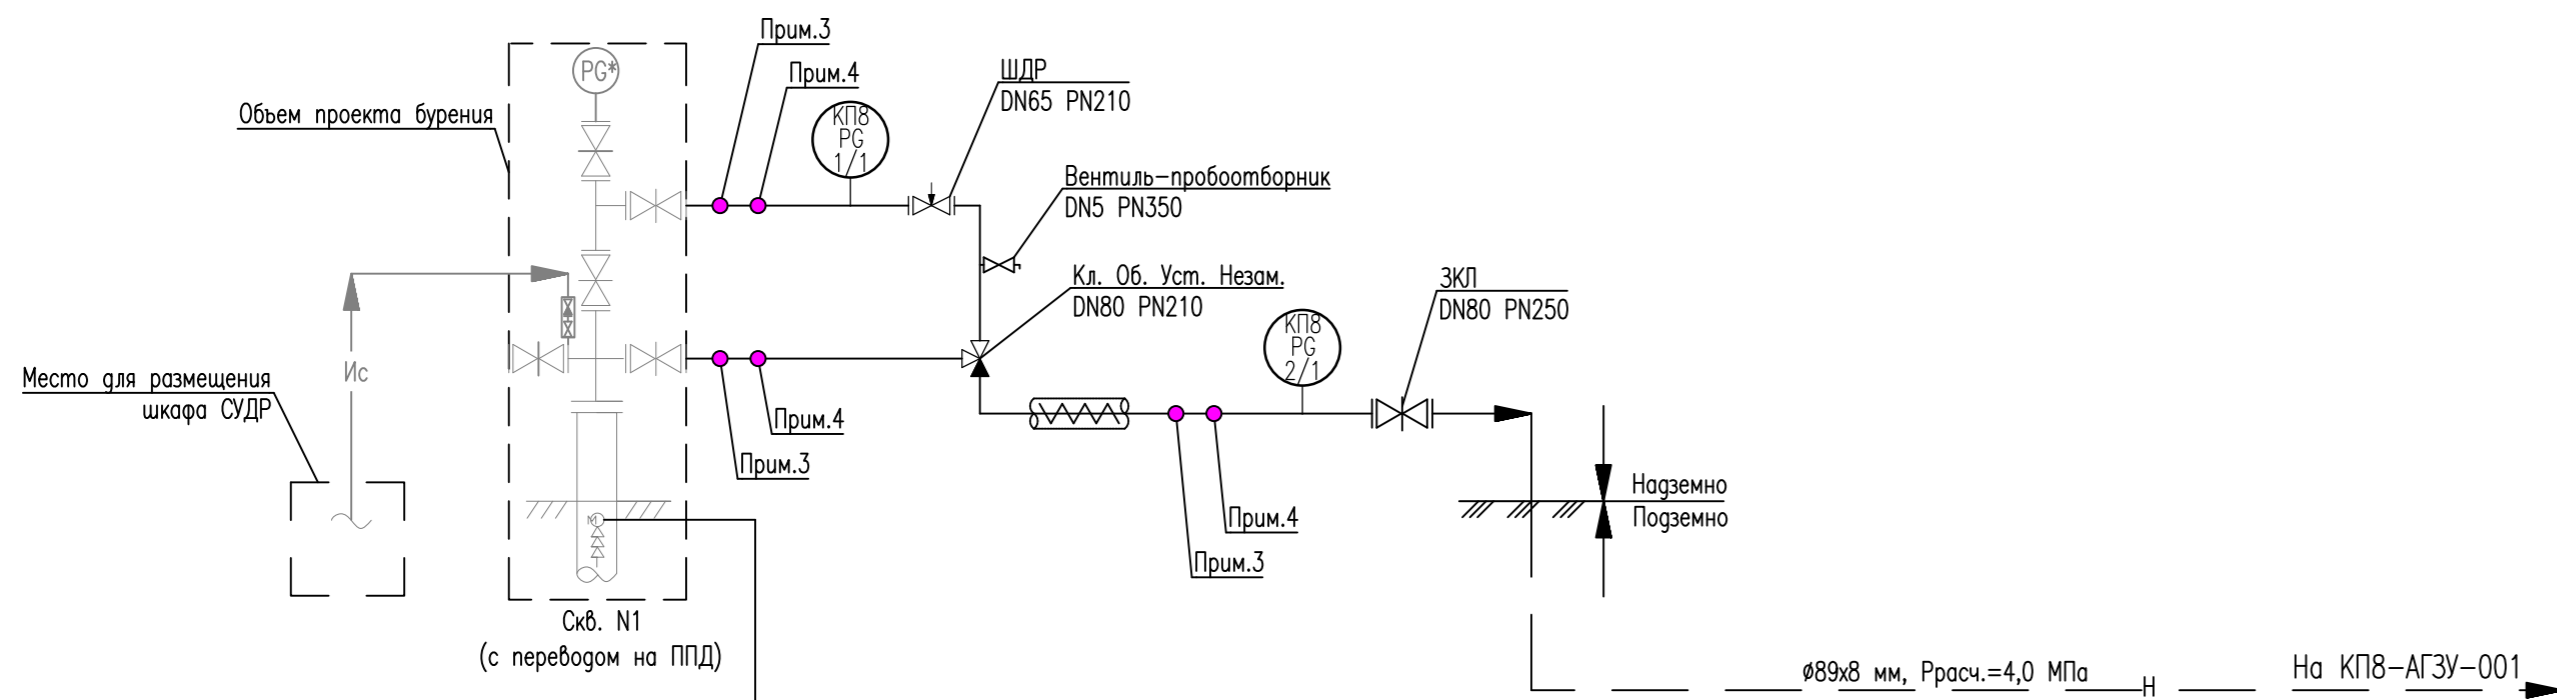 Прим.3
Прим.4
PG*
ШДР
DN65 PN210
Объем проекта бурения
КП8
PG
1/1
Вентиль-пробоотборник
DN5 PN350
Кл. Об. Уст. Незам.
DN80 PN210
ЗКЛ
DN80 PN250
КП8
PG
2/1
Ис
Место для размещения
шкафа СУДР
Прим.4
Прим.3
Надземно
Подземно
Прим.4
Прим.3
М
Скв. N1
(с переводом на ППД)
ø89х8 мм, Ррасч.=4,0 МПа
Н
На КП8-АГЗУ-001